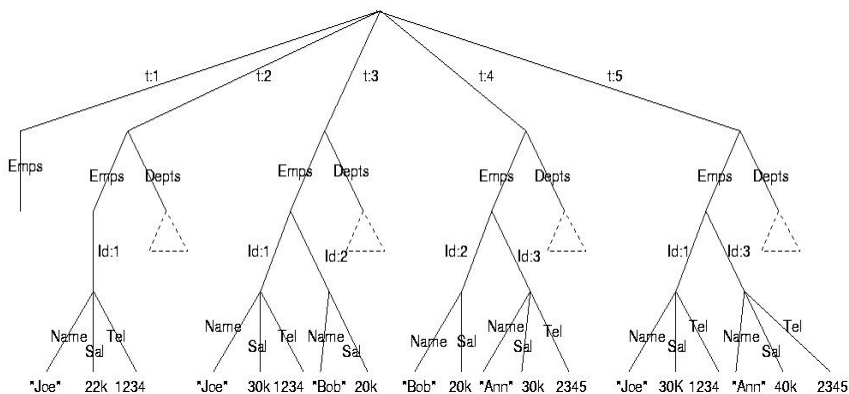 t:1 t:2 t:3 t:4 t:5
Emps Emps Depts Emps Depts Emps Depts Emps Depts
Id:1 Id:1 Id:2 Id:2 Id:3 Id:1 Id:3
Name Sal Tel Name Sal Tel Name Sal Name Sal Name Sal Tel Name Sal Tel Name Sal Tel
"Joe" 22k 1234 "Joe" 30k 1234 "Bob" 20k "Bob" 20k "Ann" 30k 2345 "Joe" 30K 1234 "Ann" 40k 2345